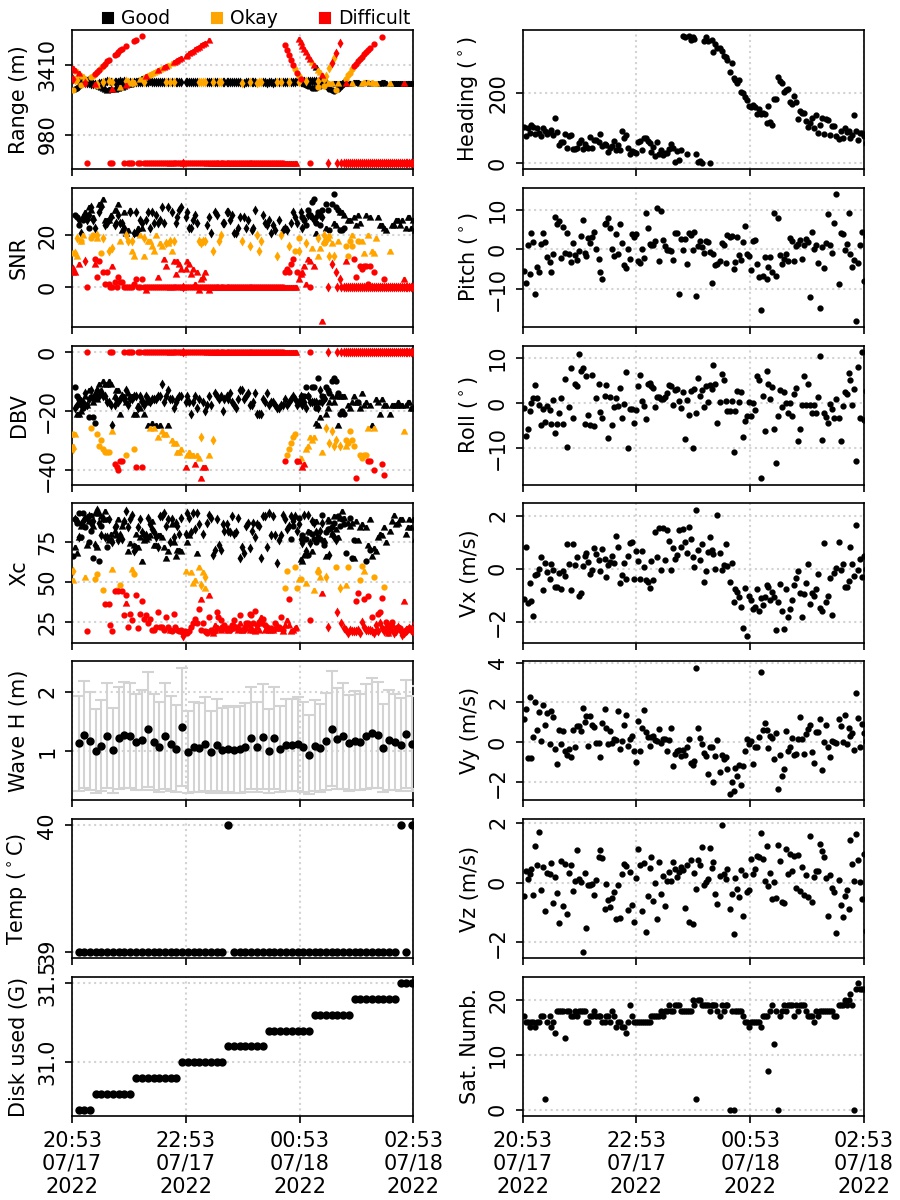 Good Okay Difficult
Range (m)
3410
980
Heading (°)
200
0
SNR
20
0
Pitch (°)
10
0
−10
DBV
0
−20
−40
Roll (°)
10
0
−10
Xc
75
50
25
Vx (m/s)
2
0
−2
Wave H (m)
2
1
Vy (m/s)
4
2
0
−2
Temp (°C)
40
39
Vz (m/s)
2
0
−2
Disk used (G)
31.5
31.0
Sat. Numb.
20
10
0
20:53 22:53 00:53 02:53
07/17 07/17 07/18 07/18
2022 2022 2022 2022
20:53 22:53 00:53 02:53
07/17 07/17 07/18 07/18
2022 2022 2022 2022